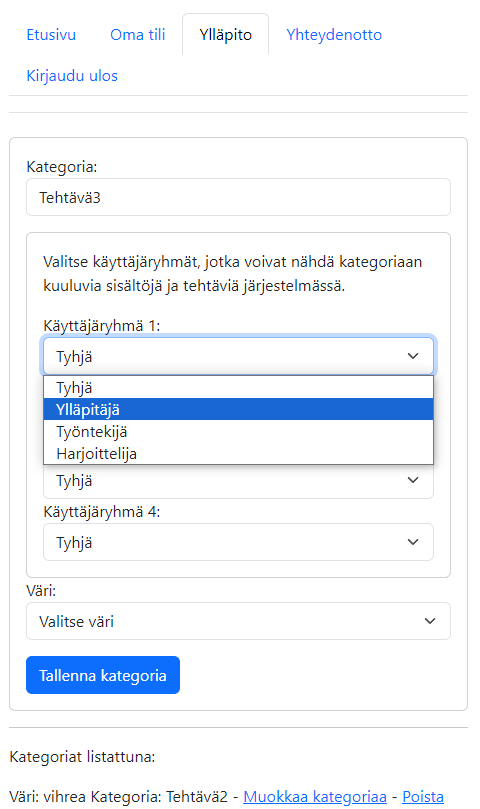 Etusivu Oma tili Ylläpito Yhteydenotto
Kirjaudu ulos
Kategoria:
Tehtävä3
Valitse käyttäjäryhmät, jotka voivat nähdä kategoriaan
kuuluvia sisältöjä ja tehtäviä järjestelmässä.
Käyttäjäryhmä 1:
Tyhjä
Tyhjä
Ylläpitäjä
Työntekijä
Harjoittelija
Tyhjä
Käyttäjäryhmä 4:
Tyhjä
Väri:
Valitse väri
Tallenna kategoria
Kategoriat listattuna:
Väri: vihrea Kategoria: Tehtävä2 - Muokkaa kategoriaa - Poista